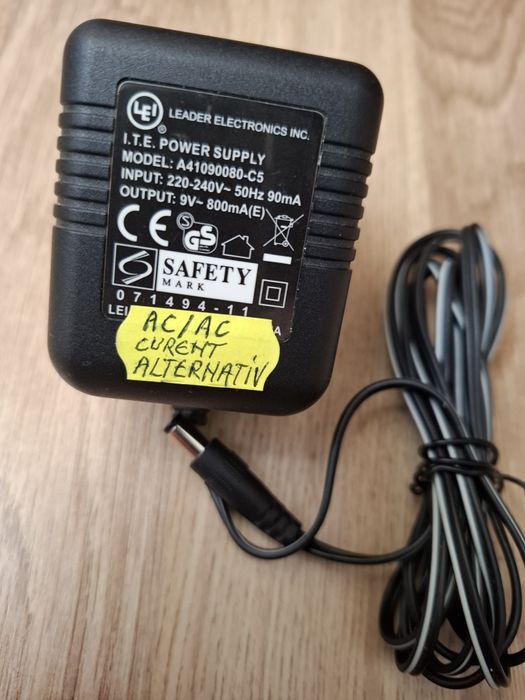 LEI LEADER ELECTRONICS INC.
®
I.T.E. POWER SUPPLY
MODEL: A41090080-C5
INPUT: 220-240V~ 50Hz 90mA
OUTPUT: 9V~ 800mA(E)
CE S GS
SAFETY
MARK
071494-11
LEI
AC/AC
CURENT
ALTERNATIV